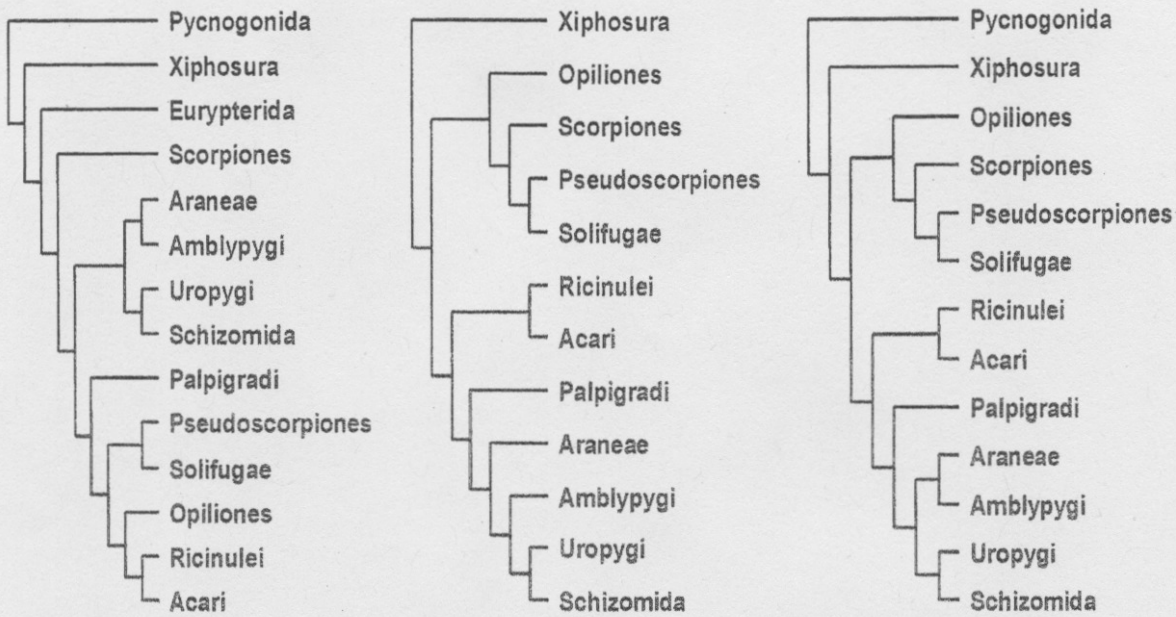 Pycnogonida
Xiphosura
Eurypterida
Scorpiones
Araneae
Amblypygi
Uropygi
Schizomida
Palpigradi
Pseudoscorpiones
Solifugae
Opiliones
Ricinulei
Acari
Xiphosura
Opiliones
Scorpiones
Pseudoscorpiones
Solifugae
Ricinulei
Acari
Palpigradi
Araneae
Amblypygi
Uropygi
Schizomida
Pycnogonida
Xiphosura
Opiliones
Scorpiones
Pseudoscorpiones
Solifugae
Ricinulei
Acari
Palpigradi
Araneae
Amblypygi
Uropygi
Schizomida